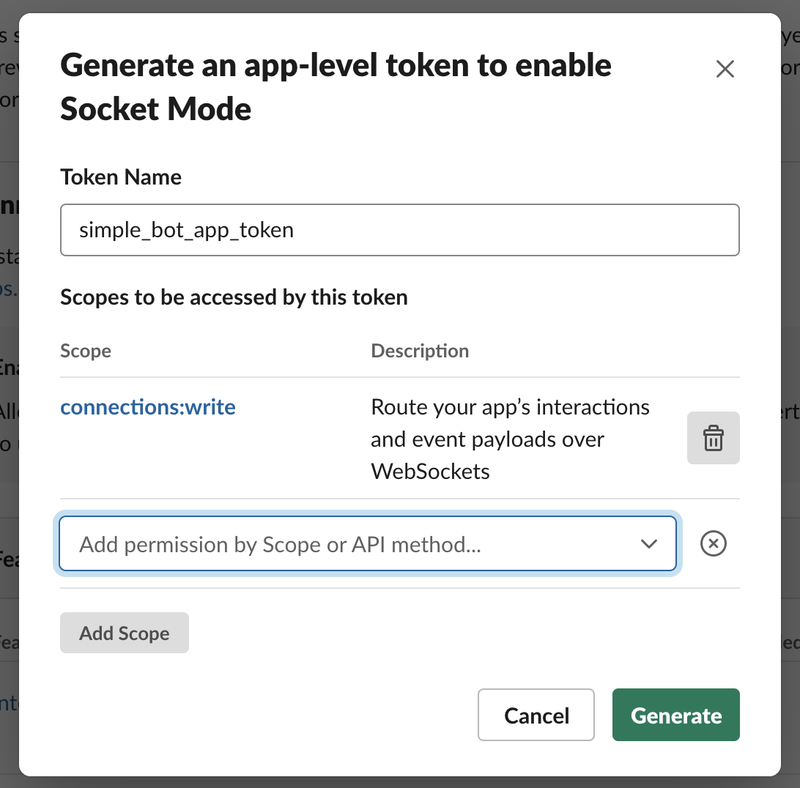 Generate an app-level token to enable
Socket Mode
Token Name
simple_bot_app_token
Scopes to be accessed by this token
Scope Description
connections:write Route your app’s interactions
and event payloads over
WebSockets
Add permission by Scope or API method...
Add Scope
Cancel Generate